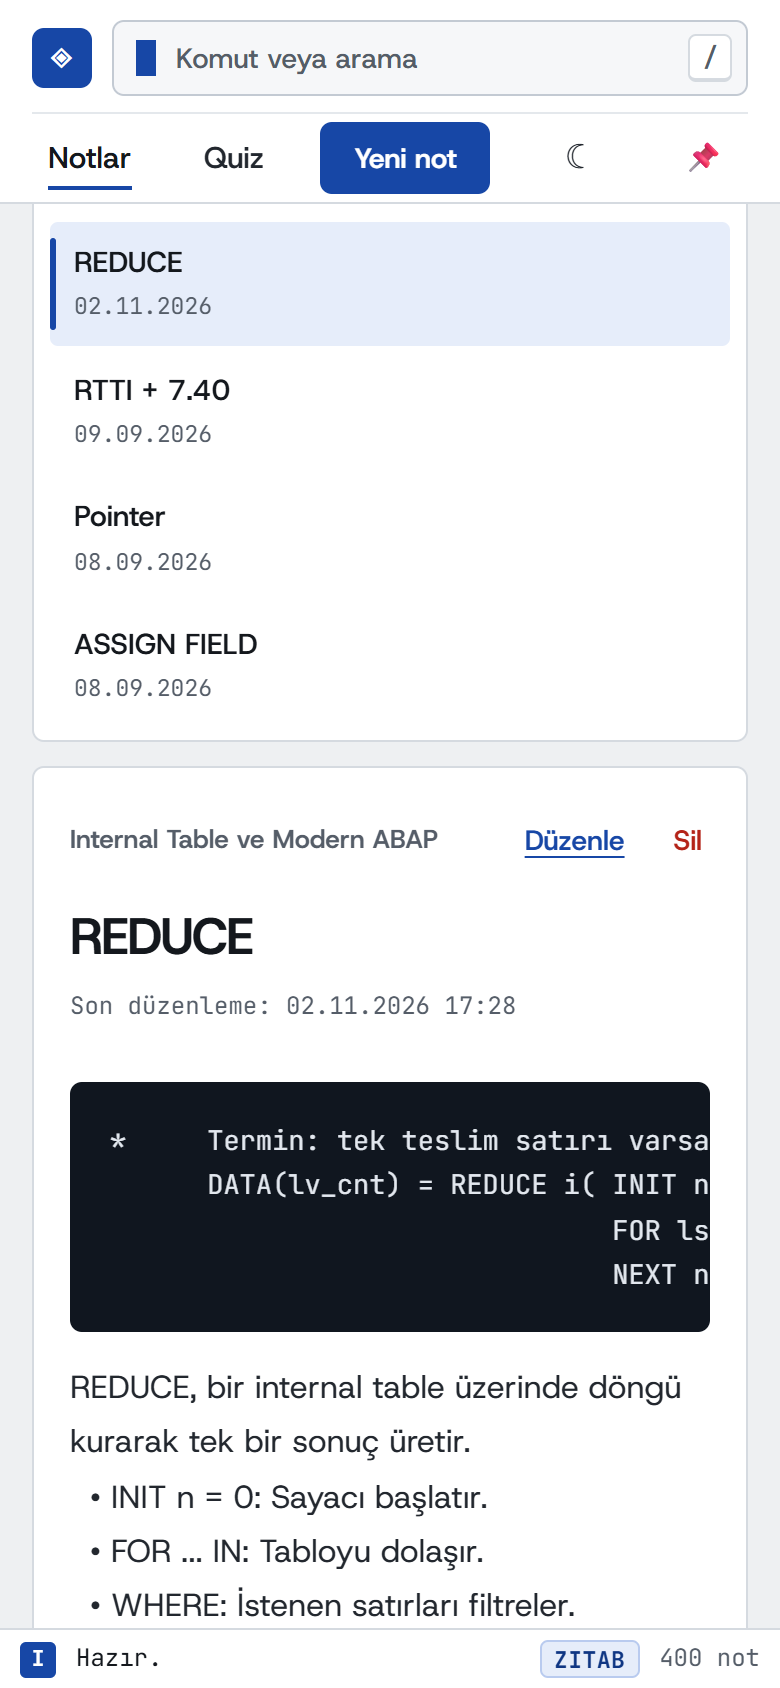 Komut veya arama /
Notlar Quiz Yeni not
REDUCE
02.11.2026
RTTI + 7.40
09.09.2026
Pointer
08.09.2026
ASSIGN FIELD
08.09.2026
Internal Table ve Modern ABAP Düzenle Sil
REDUCE
Son düzenleme: 02.11.2026 17:28
* Termin: tek teslim satırı varsa
DATA(lv_cnt) = REDUCE i( INIT n
FOR ls
NEXT n
REDUCE, bir internal table üzerinde döngü
kurarak tek bir sonuç üretir.
• INIT n = 0: Sayacı başlatır.
• FOR ... IN: Tabloyu dolaşır.
• WHERE: İstenen satırları filtreler.
I Hazır. ZITAB 400 not